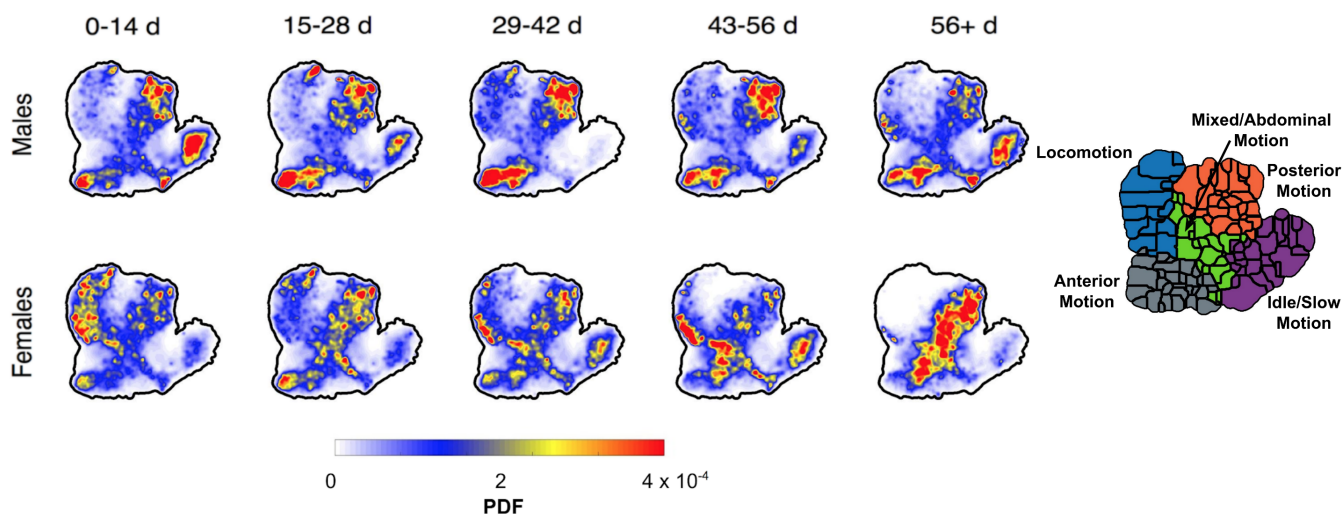 0-14 d
15-28 d
29-42 d
43-56 d
56+ d
Males
Females
Mixed/Abdominal
Motion
Locomotion
Posterior
Motion
Anterior
Motion
Idle/Slow
Motion
0
2
4 x 10⁻⁴
PDF